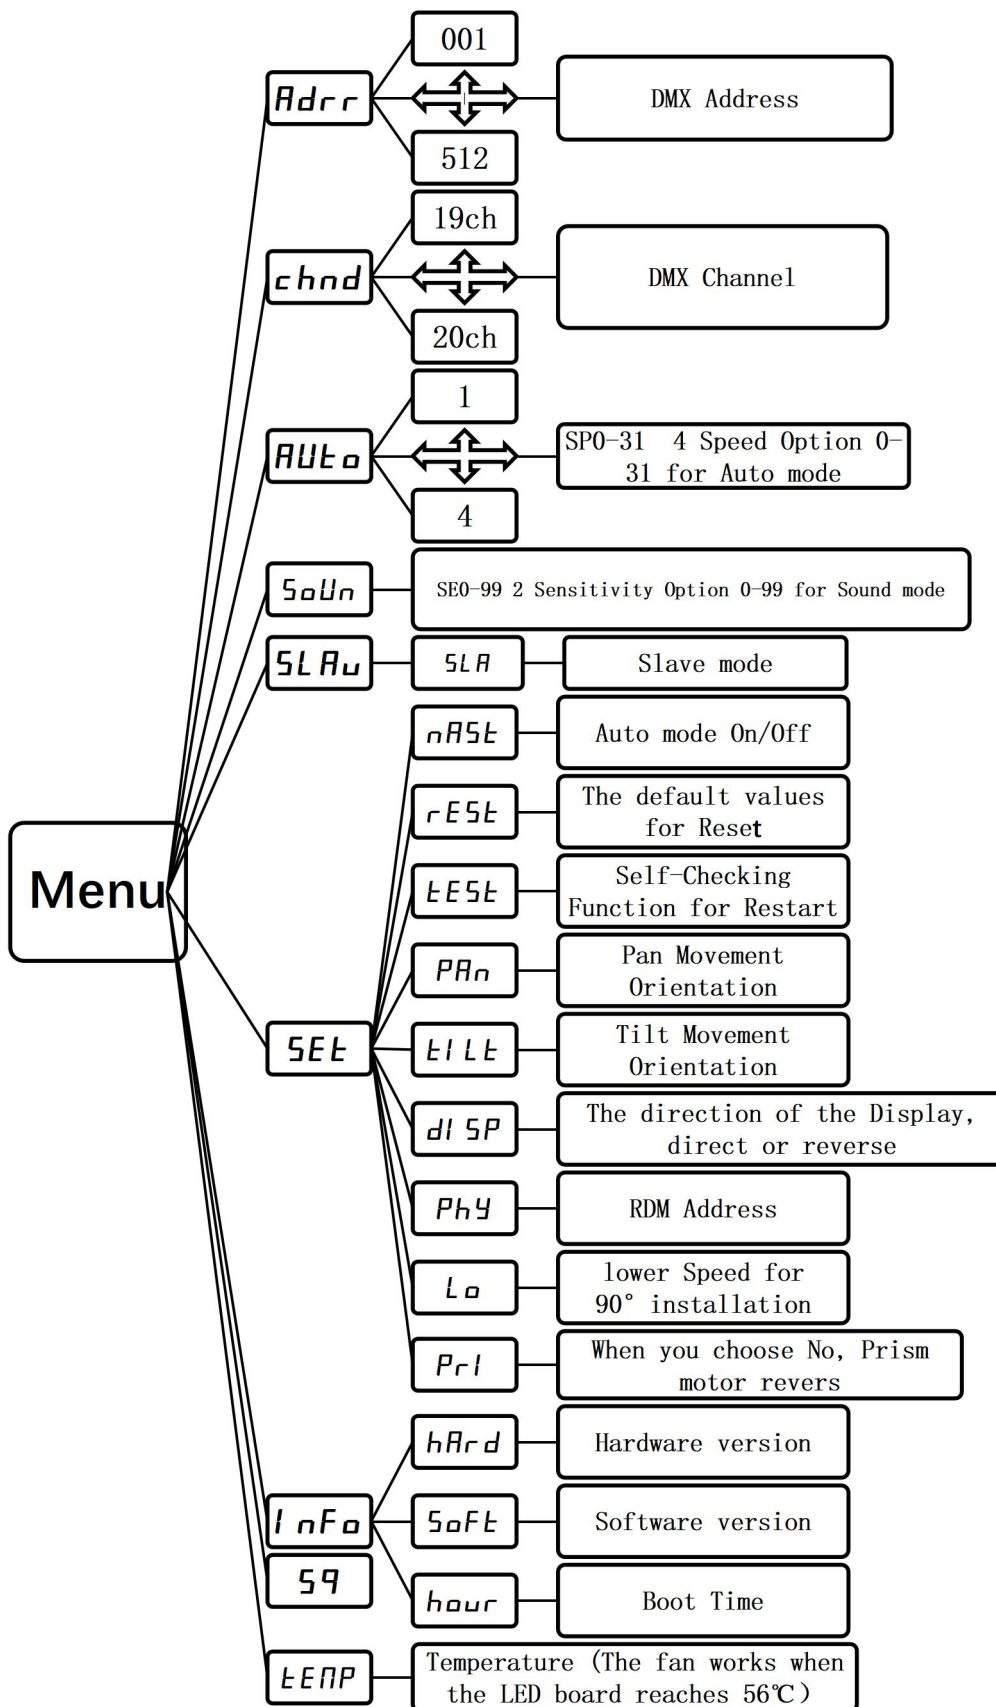 001
Adrr
DMX Address
512
19ch
chnd
DMX Channel
20ch
1
AUto
SP0-31 4 Speed Option 0-
31 for Auto mode
4
SoUn
SE0-99 2 Sensitivity Option 0-99 for Sound mode
SLAu
SLA
Slave mode
nASt
Auto mode On/Off
rESt
The default values
for Reset
tESt
Self-Checking
Function for Restart
Menu
PAn
Pan Movement
Orientation
SEt
tILt
Tilt Movement
Orientation
dISP
The direction of the Display,
direct or reverse
PhY
RDM Address
Lo
lower Speed for
90° installation
PrI
When you choose No, Prism
motor revers
hArd
Hardware version
InFo
SoFt
Software version
59
hour
Boot Time
tEMP
Temperature (The fan works when
the LED board reaches 56℃)